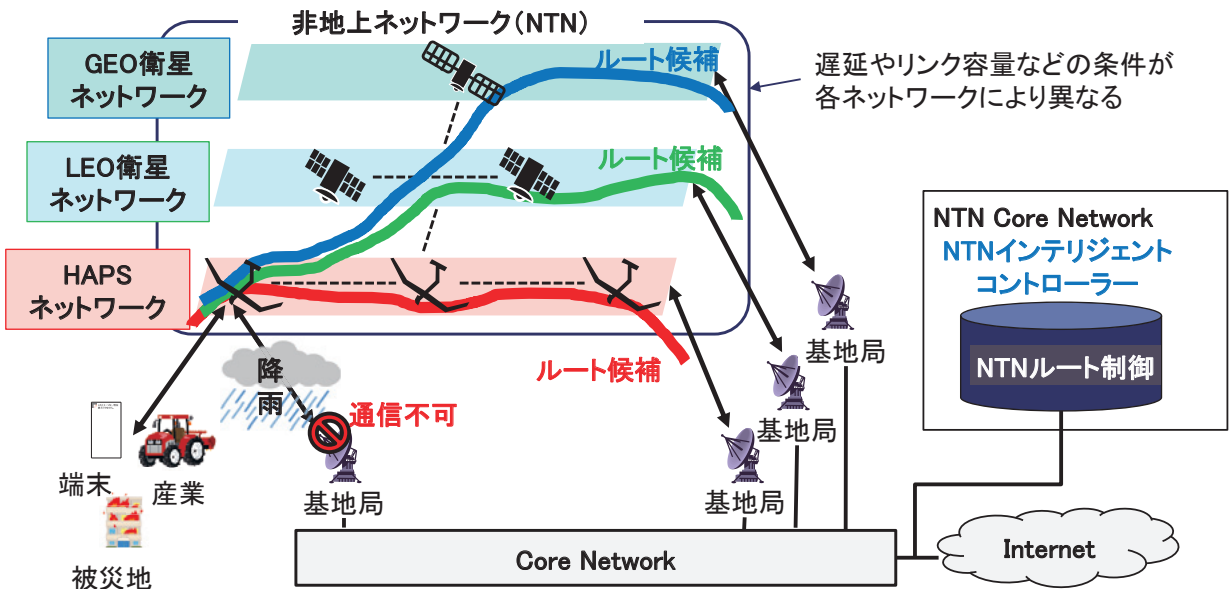 非地上ネットワーク(NTN)
GEO衛星
ネットワーク
ルート候補
遅延やリンク容量などの条件が
各ネットワークにより異なる
LEO衛星
ネットワーク
ルート候補
NTN Core Network
NTNインテリジェント
コントローラー
NTNルート制御
HAPS
ネットワーク
ルート候補
基地局
降
雨
通信不可
基地局
端末
産業
基地局
基地局
被災地
Core Network
Internet